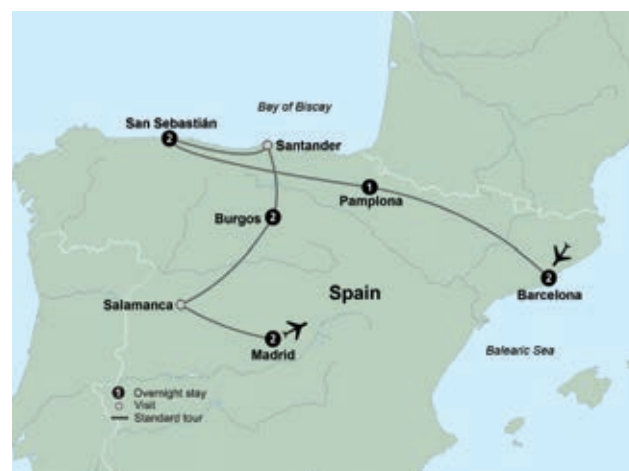 Bay of Biscay
San Sebastián
2
Santander
1
Pamplona
Burgos 2
2
Barcelona
Spain
Salamanca
2
Madrid
Balearic Sea
1 Overnight stay
Visit
Standard tour